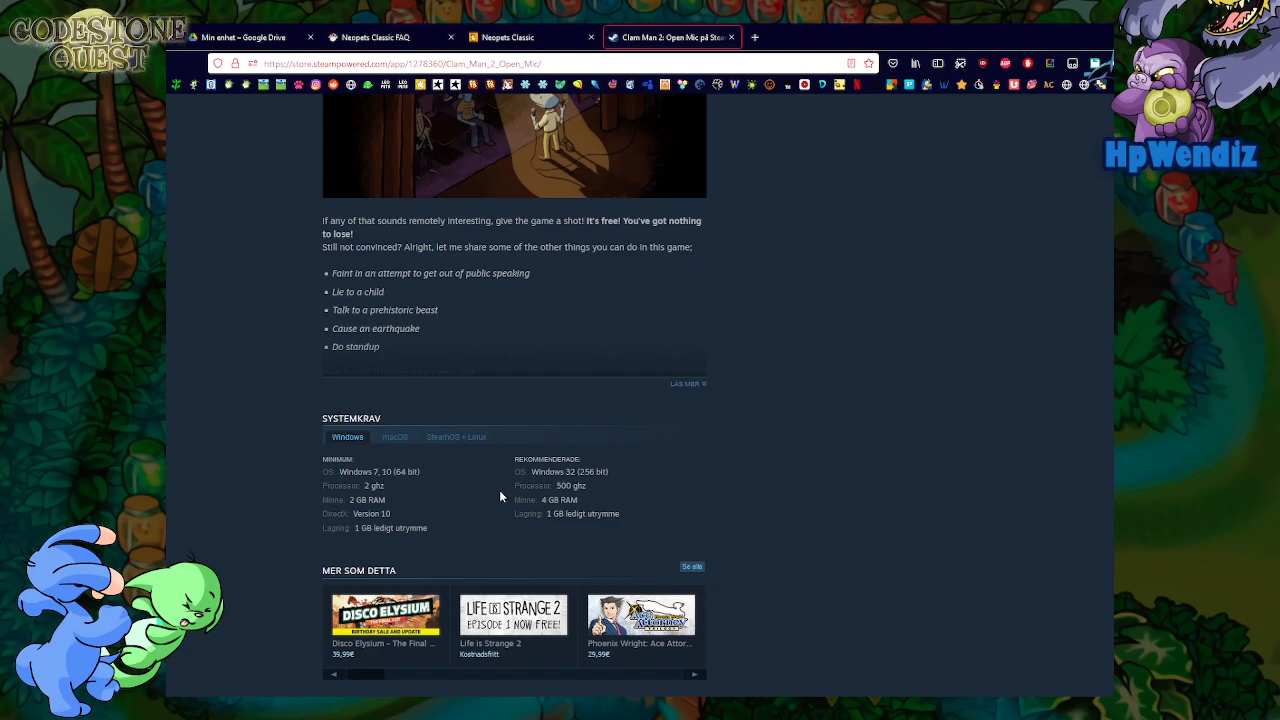 CODESTONE
QUEST
Min enhet – Google Drive
Neopets Classic FAQ
Neopets Classic
Clam Man 2: Open Mic på Stea
https://store.steampowered.com/app/1278360/Clam_Man_2_Open_Mic/
HpWendiz
If any of that sounds remotely interesting, give the game a shot! It's free! You've got nothing
to lose!
Still not convinced? Alright, let me share some of the other things you can do in this game;
Faint in an attempt to get out of public speaking
Lie to a child
Talk to a prehistoric beast
Cause an earthquake
Do standup
LÄS MER
SYSTEMKRAV
Windows macOS SteamOS + Linux
MINIMUM:
OS: Windows 7, 10 (64 bit)
Processor: 2 ghz
Minne: 2 GB RAM
DirectX: Version 10
Lagring: 1 GB ledigt utrymme
REKOMMENDERADE:
OS: Windows 32 (256 bit)
Processor: 500 ghz
Minne: 4 GB RAM
Lagring: 1 GB ledigt utrymme
MER SOM DETTA
Se alla
DISCO ELYSIUM
THE FINAL CUT
BIRTHDAY SALE AND UPDATE
Disco Elysium - The Final ...
39,99€
LIFE IS STRANGE 2
EPISODE 1 NOW FREE!
Life is Strange 2
Kostnadsfritt
Phoenix Wright
Ace Attorney
Phoenix Wright: Ace Attor...
29,99€